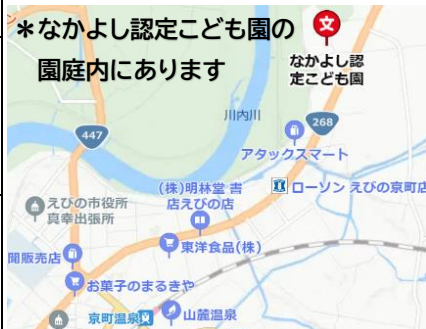 ＊なかよし認定こども園の
園庭内にあります
なかよし認
定こども園
川内川
268
447
アタックスマート
ローソン えびの京町店
(株)明林堂 書
店えびの店
えびの市役所
真幸出張所
東洋食品(株)
聞販売店
お菓子のまるきや
京町温泉
山麓温泉
文